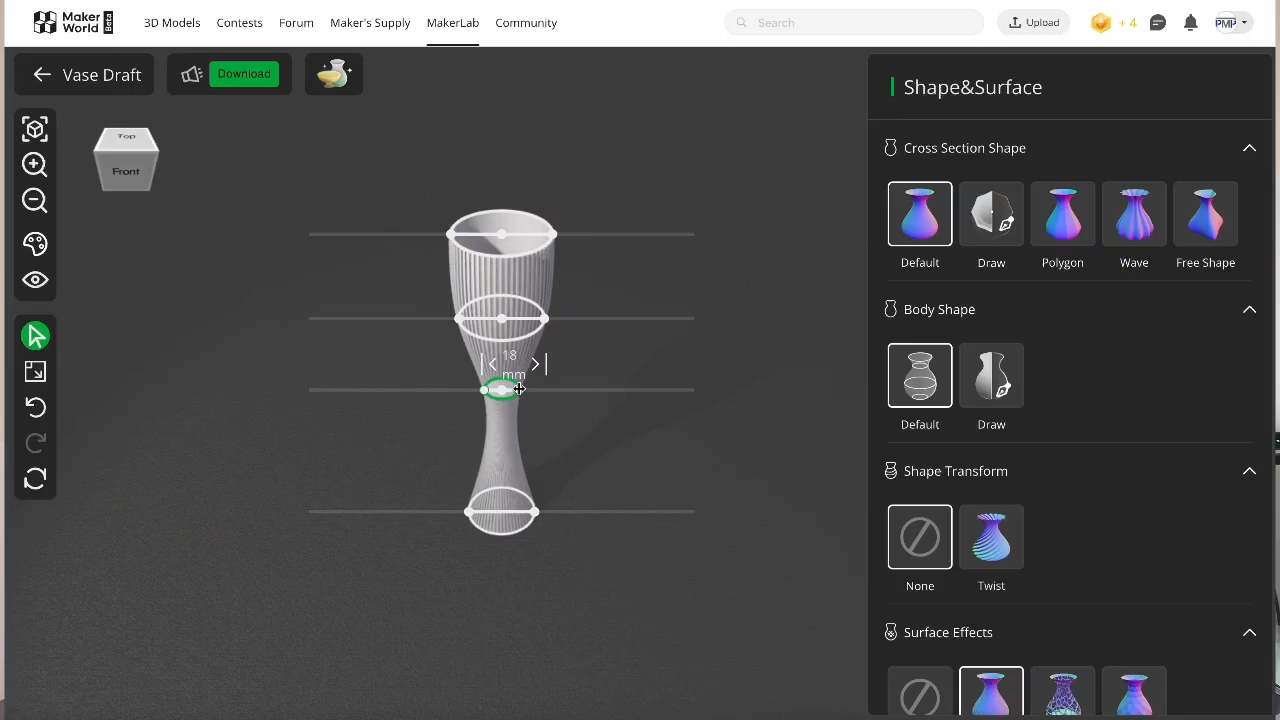 Maker World Beta
3D Models
Contests
Forum
Maker's Supply
MakerLab
Community
Search
Upload
+ 4
PMP
Vase Draft
Download
Top
Front
18
mm
Shape&Surface
Cross Section Shape
Default
Draw
Polygon
Wave
Free Shape
Body Shape
Default
Draw
Shape Transform
None
Twist
Surface Effects